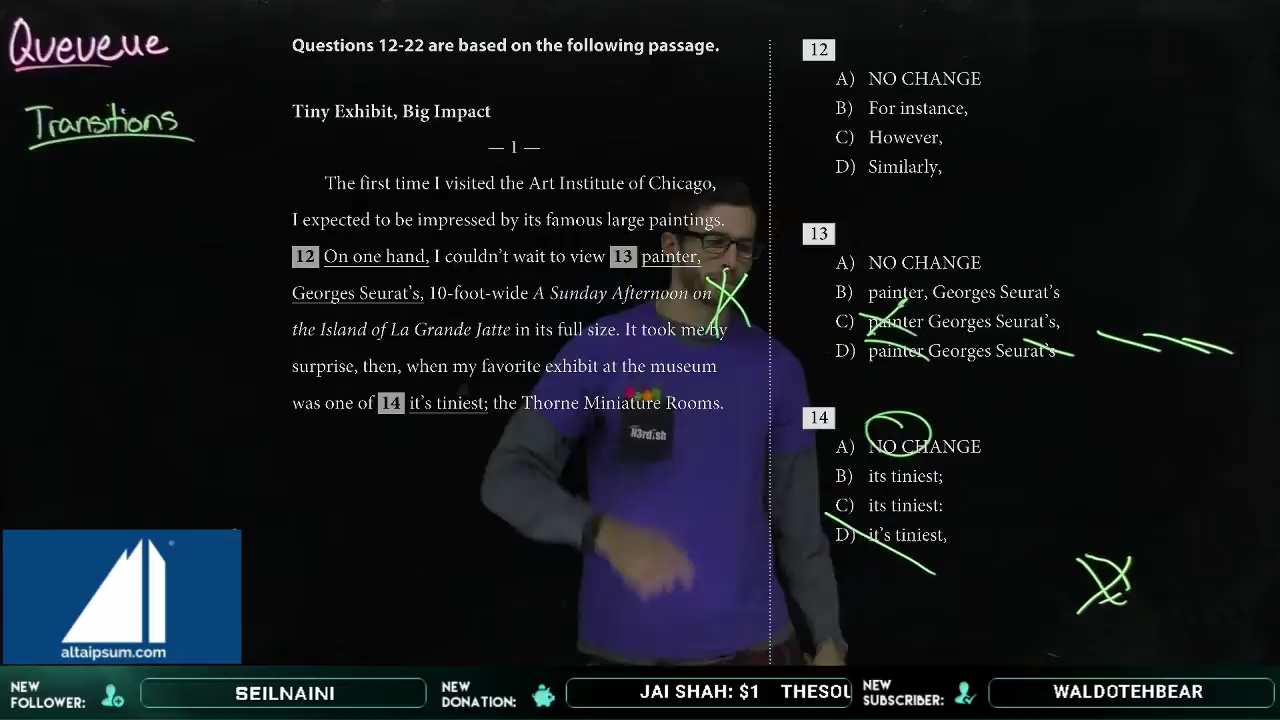 Queueue
Transitions
Questions 12-22 are based on the following passage.
Tiny Exhibit, Big Impact
— 1 —
The first time I visited the Art Institute of Chicago,
I expected to be impressed by its famous large paintings.
12 On one hand, I couldn't wait to view 13 painter,
Georges Seurat's, 10-foot-wide A Sunday Afternoon on
the Island of La Grande Jatte in its full size. It took me by
surprise, then, when my favorite exhibit at the museum
was one of 14 it's tiniest; the Thorne Miniature Rooms.
12
A) NO CHANGE
B) For instance,
C) However,
D) Similarly,
13
A) NO CHANGE
B) painter, Georges Seurat's
C) painter Georges Seurat's,
D) painter Georges Seurat's
14
A) NO CHANGE
B) its tiniest;
C) its tiniest:
D) it's tiniest,
N3rdish
altaipsum.com
NEW FOLLOWER: SEILNAINI NEW DONATION: JAI SHAH: $1 THESOU NEW SUBSCRIBER: WALDOTEHBEAR